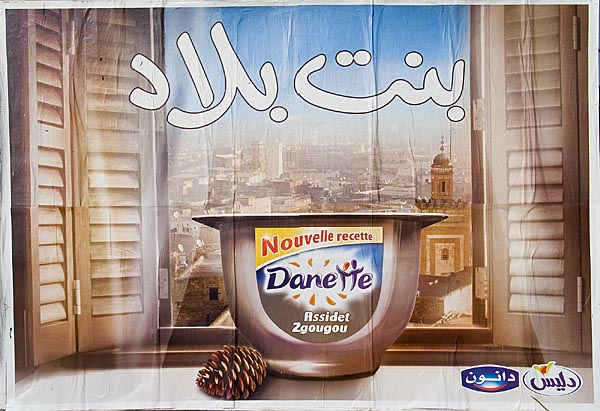 بنت بلاد
Nouvelle recette
Danette
Assidet
Zgougou
دانون
دليس